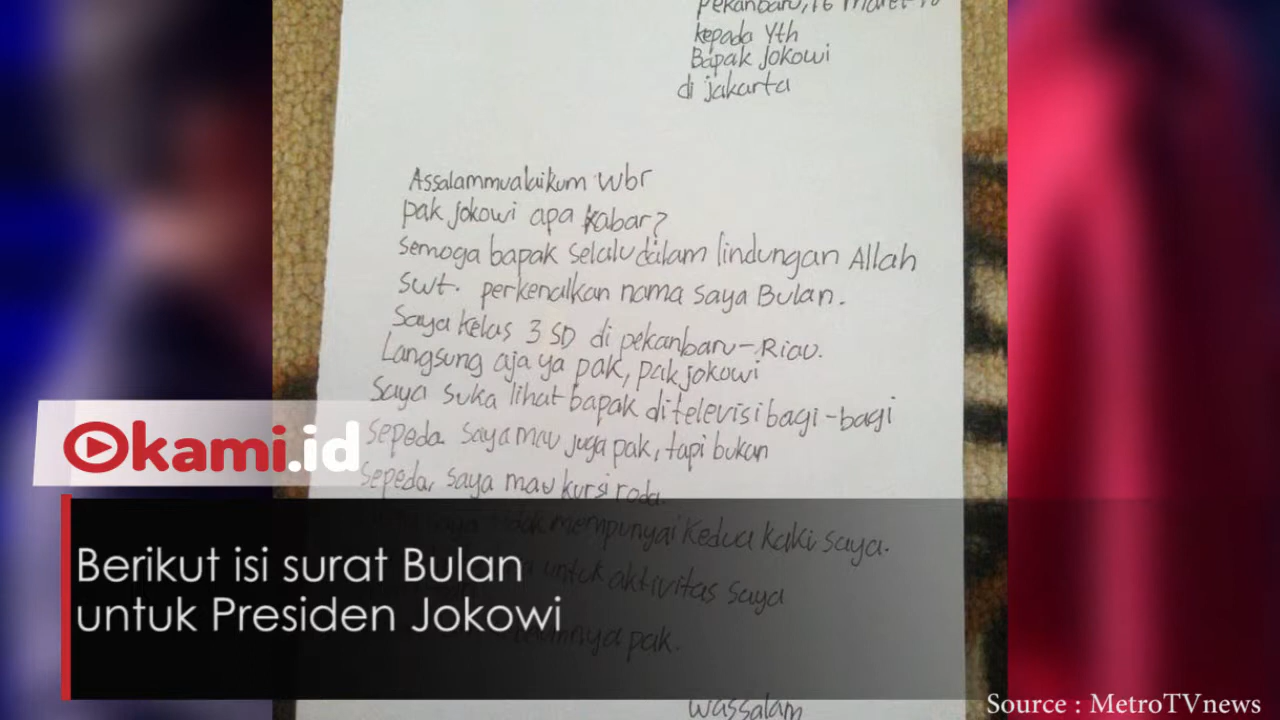 Pekanbaru, 16 Maret
kepada Yth
Bapak Jokowi
di jakarta
Assalammualaikum Wbr
pak jokowi apa kabar?
semoga bapak selalu dalam lindungan Allah
swt. perkenalkan nama saya Bulan.
Saya kelas 3 SD di pekanbaru-Riau.
Langsung aja ya pak, pak jokowi
Saya suka lihat bapak di televisi bagi-bagi
sepeda. saya mau juga pak, tapi bukan
sepeda, saya mau kursi roda.
mempunyai kedua kaki saya.
untuk aktivitas saya
pak.
wassalam
Okami.id
Berikut isi surat Bulan
untuk Presiden Jokowi
Source : MetroTVnews